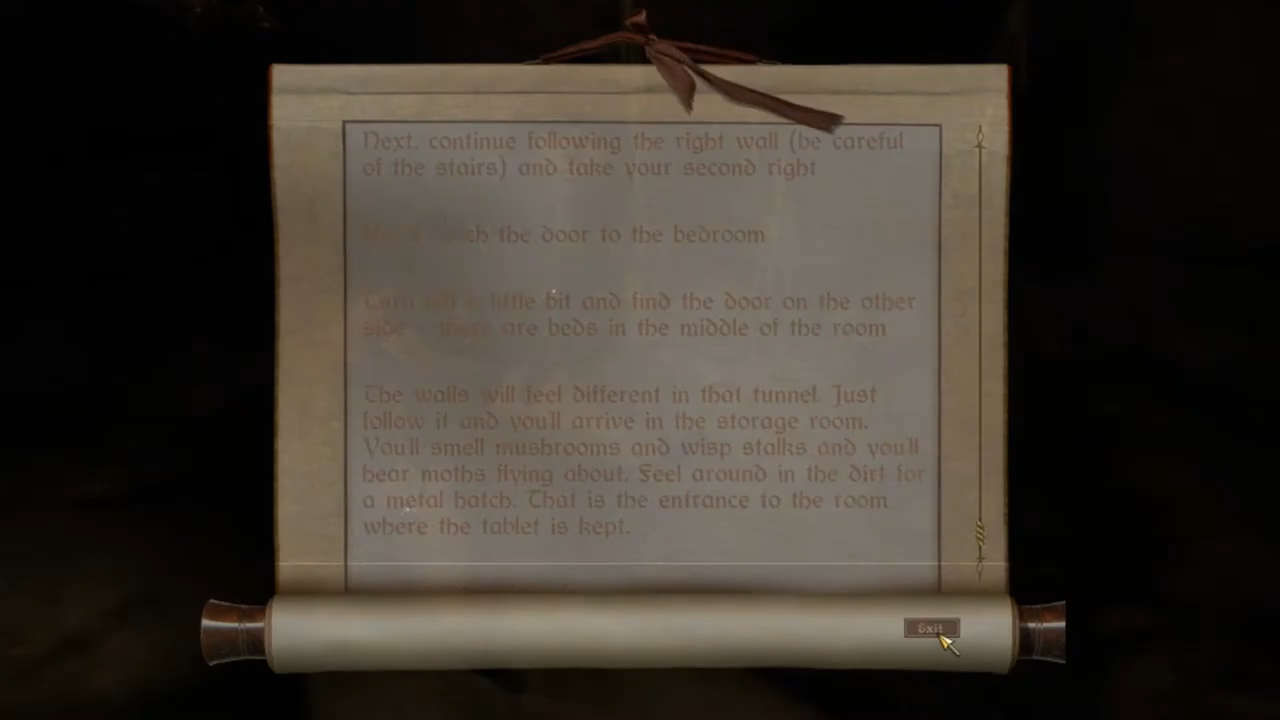 Next, continue following the right wall (be careful
of the stairs) and take your second right
the door to the bedroom
Turn left a little bit and find the door on the other
side - there are beds in the middle of the room
The walls will feel different in that tunnel. Just
follow it and you'll arrive in the storage room.
You'll smell mushrooms and wisp stalks and you'll
hear moths flying about. Feel around in the dirt for
a metal hatch. That is the entrance to the room
where the tablet is kept.
Exit